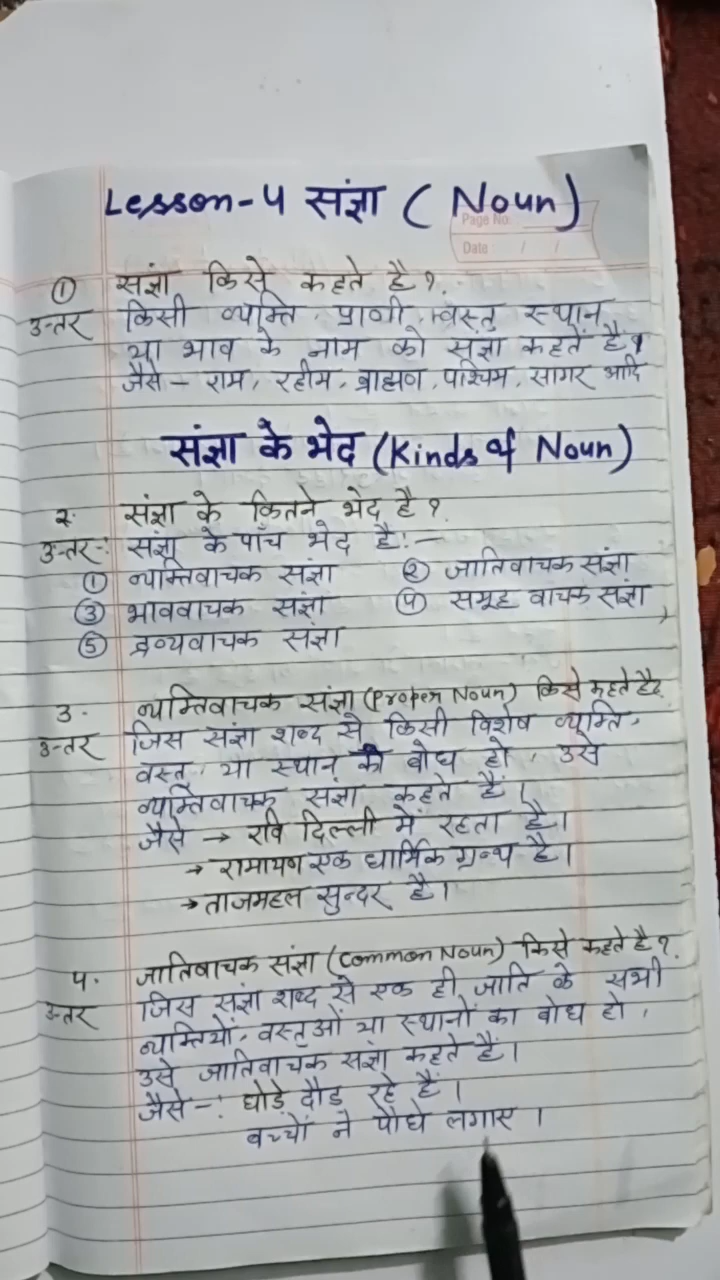 Lesson-4 संज्ञा ( Noun )
Page No.
Date / /
① संज्ञा किसे कहते है ?
उत्तर किसी व्यक्ति, प्राणी, वस्तु स्थान
या भाव के नाम को संज्ञा कहते हैं।
जैसे - राम, रहीम, ब्राह्मण, पश्चिम, सागर आदि
संज्ञा के भेद (Kinds of Noun)
२. संज्ञा के कितने भेद है ?
उत्तर-: संज्ञा के पाँच भेद है:-
① व्यक्तिवाचक संज्ञा ② जातिवाचक संज्ञा
③ भाववाचक संज्ञा ④ समूह वाचक संज्ञा
⑤ द्रव्यवाचक संज्ञा
3. व्यक्तिवाचक संज्ञा (Proper Noun) किसे कहते है?
उत्तर जिस संज्ञा शब्द से किसी विशेष व्यक्ति,
वस्तु, या स्थान का बोध हो, उसे
व्यक्तिवाचक संज्ञा कहते हैं।
जैसे → रवि दिल्ली में रहता है।
→ रामायण एक धार्मिक ग्रन्थ है।
→ ताजमहल सुन्दर है।
4. जातिवाचक संज्ञा (Common Noun) किसे कहते है ?
उत्तर जिस संज्ञा शब्द से एक ही जाति के सभी
व्यक्तियों, वस्तुओं या स्थानों का बोध हो,
उसे जातिवाचक संज्ञा कहते हैं।
जैसे -: घोड़े दौड़ रहे हैं।
बच्चों ने पौधे लगाए ।